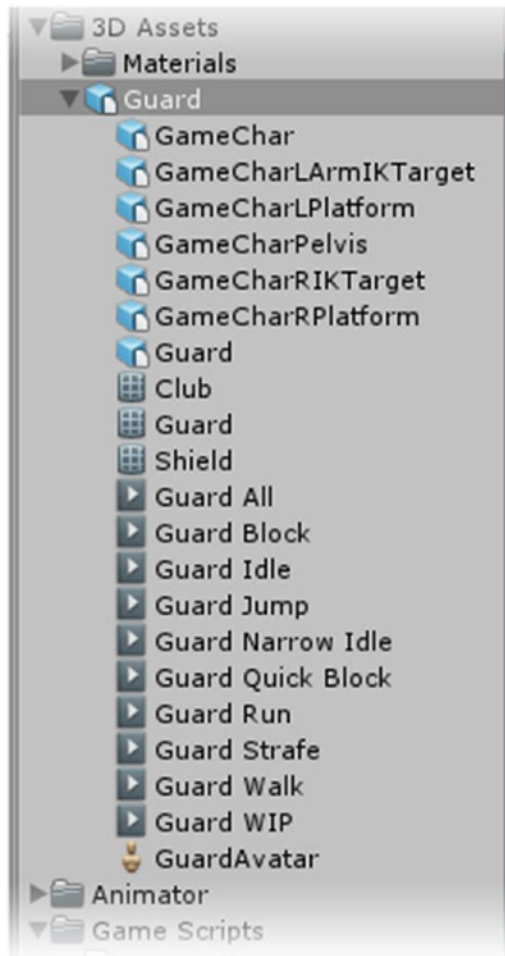 3D Assets
Materials
Guard
GameChar
GameCharLArmIKTarget
GameCharLPlatform
GameCharPelvis
GameCharRIKTarget
GameCharRPlatform
Guard
Club
Guard
Shield
Guard All
Guard Block
Guard Idle
Guard Jump
Guard Narrow Idle
Guard Quick Block
Guard Run
Guard Strafe
Guard Walk
Guard WIP
GuardAvatar
Animator
Game Scripts